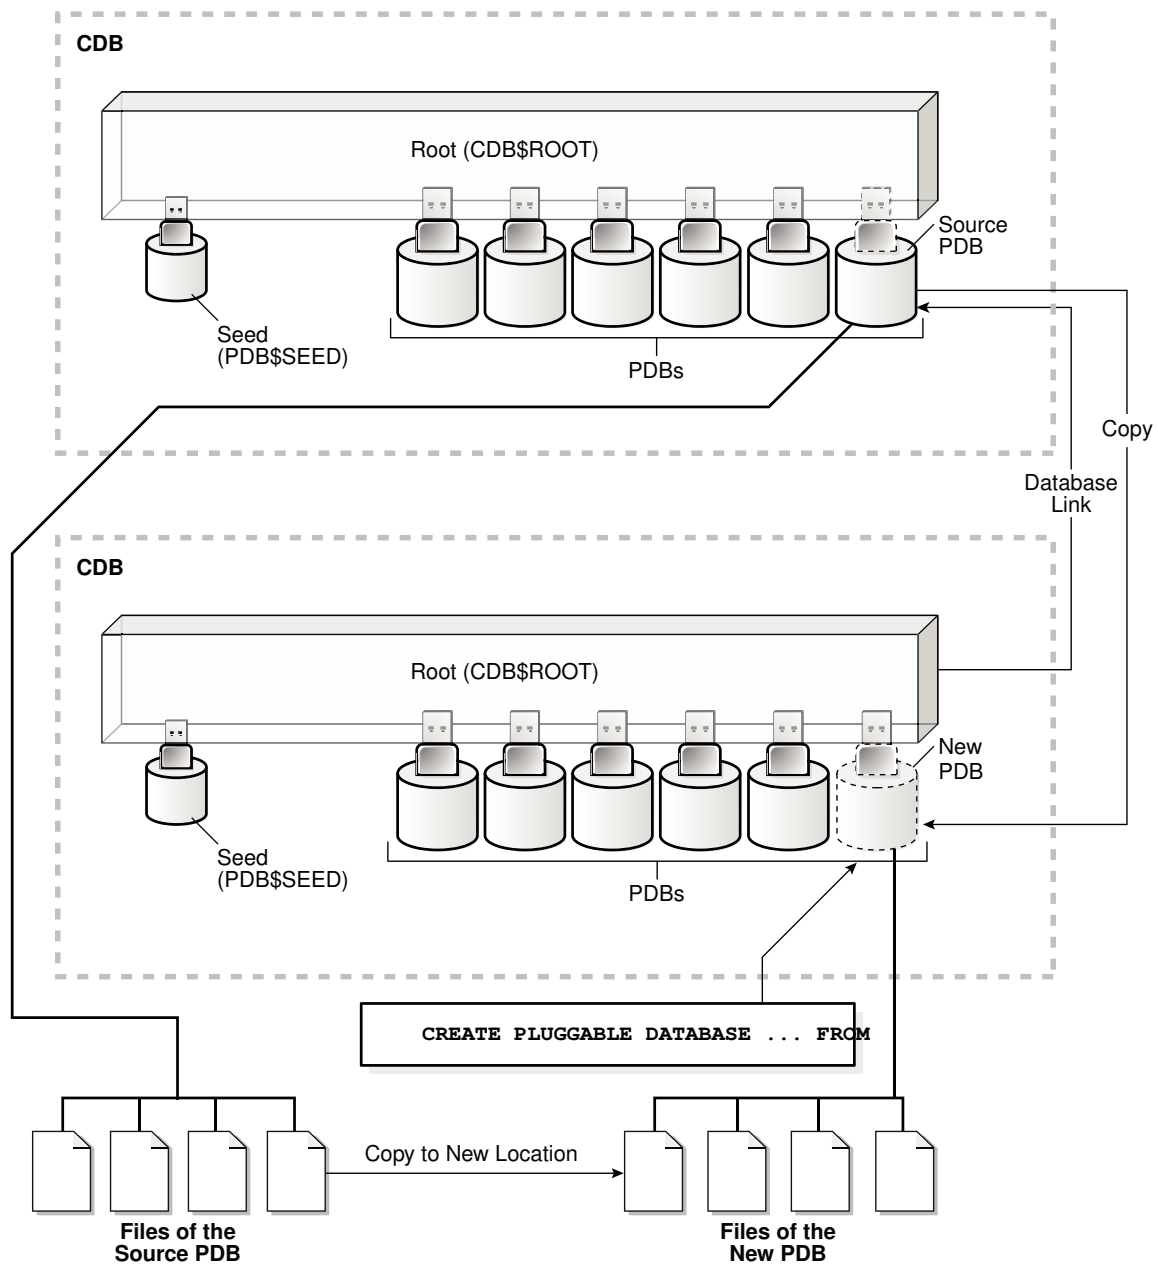 CDB
Root (CDB$ROOT)
Source
PDB
Seed
(PDB$SEED)
PDBs
Copy
Database
Link
CDB
Root (CDB$ROOT)
New
PDB
Seed
(PDB$SEED)
PDBs
CREATE PLUGGABLE DATABASE ... FROM
Copy to New Location
Files of the
Source PDB
Files of the
New PDB